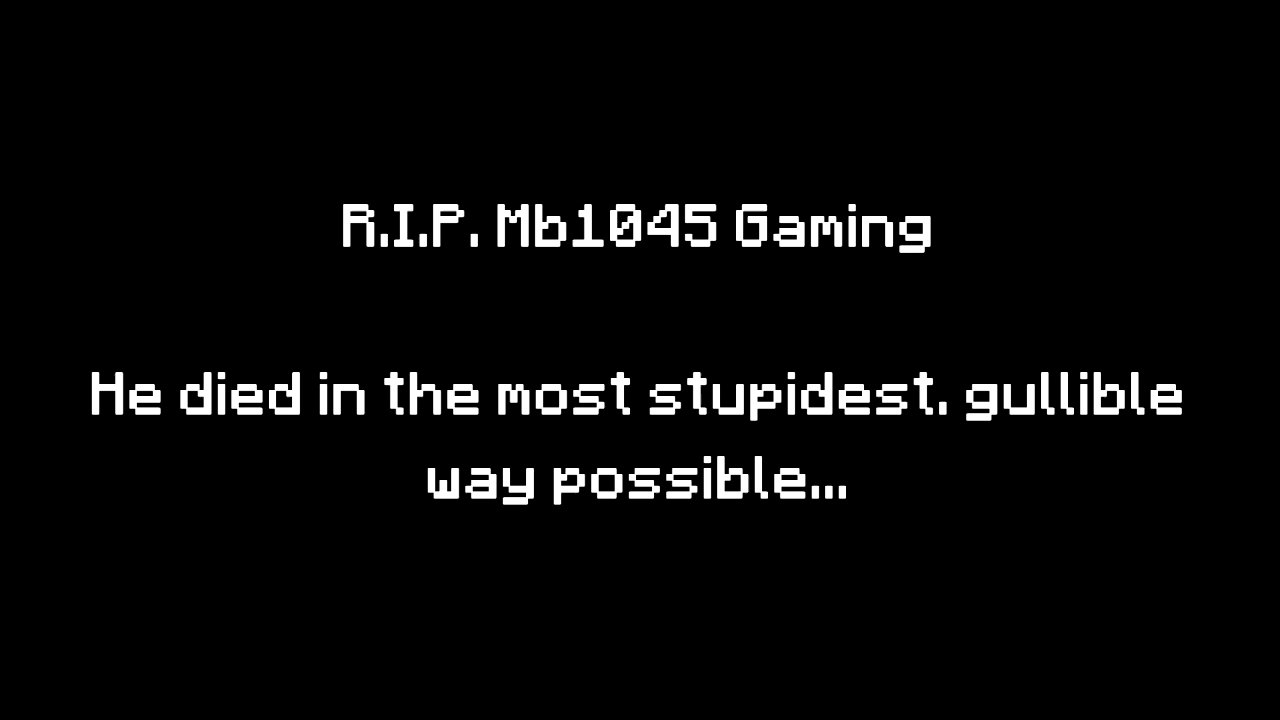 R.I.P. Mb1045 Gaming
He died in the most stupidest, gullible
way possible...